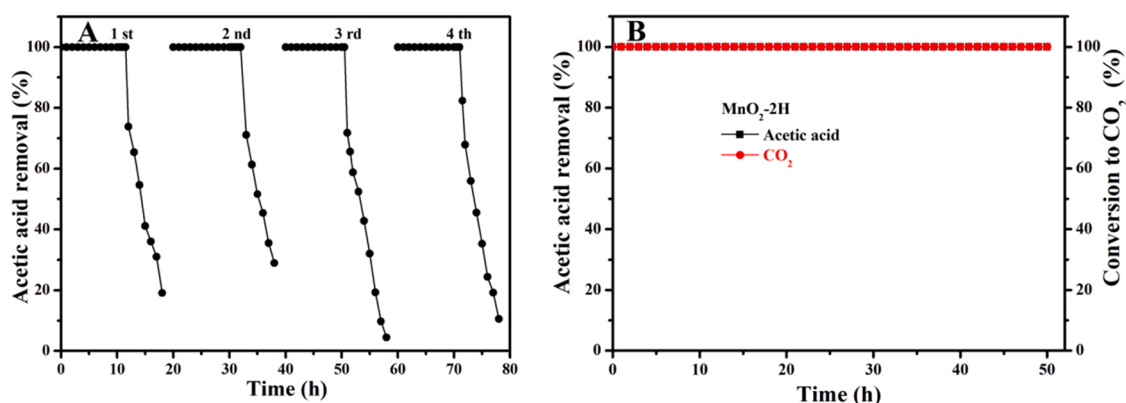 A
1 st
2 nd
3 rd
4 th
100
80
60
40
20
0
Acetic acid removal (%)
0
10
20
30
40
50
60
70
80
Time (h)
B
100
80
60
40
20
0
Acetic acid removal (%)
MnO₂-2H
Acetic acid
CO₂
100
80
60
40
20
0
Conversion to CO₂ (%)
0
10
20
30
40
50
Time (h)